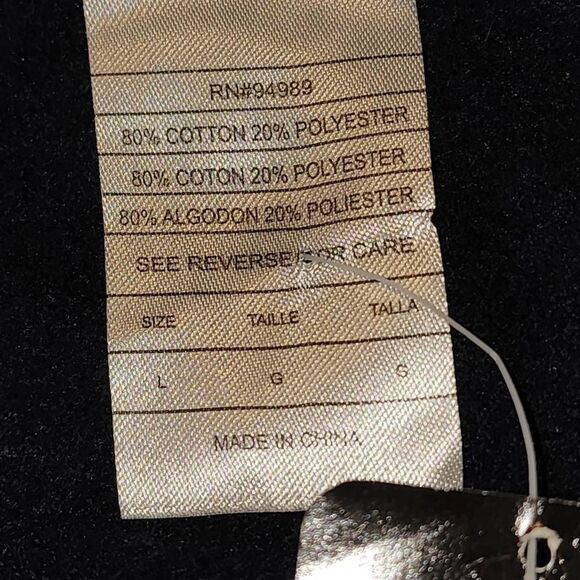 RN#94989
80% COTTON 20% POLYESTER
80% COTON 20% POLYESTER
80% ALGODON 20% POLIESTER
SEE REVERSE FOR CARE
SIZE TAILLE TALLA
L G G
MADE IN CHINA